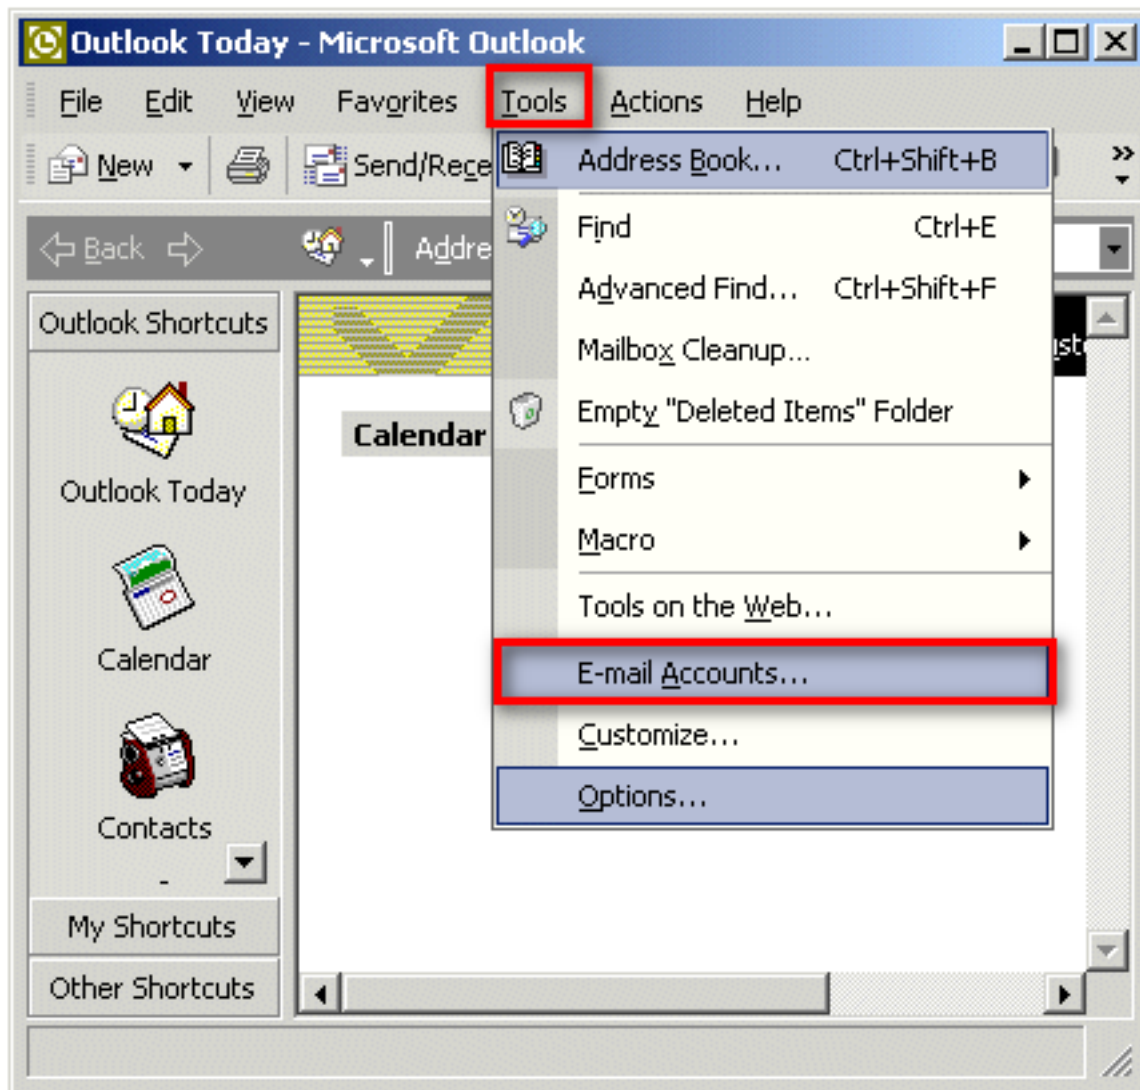 Outlook Today - Microsoft Outlook
File Edit View Favorites Tools Actions Help
New Send/Rece
Back Addre
Outlook Shortcuts
Outlook Today
Calendar
Contacts
My Shortcuts
Other Shortcuts
Calendar
Address Book... Ctrl+Shift+B
Find Ctrl+E
Advanced Find... Ctrl+Shift+F
Mailbox Cleanup...
Empty "Deleted Items" Folder
Forms
Macro
Tools on the Web...
E-mail Accounts...
Customize...
Options...